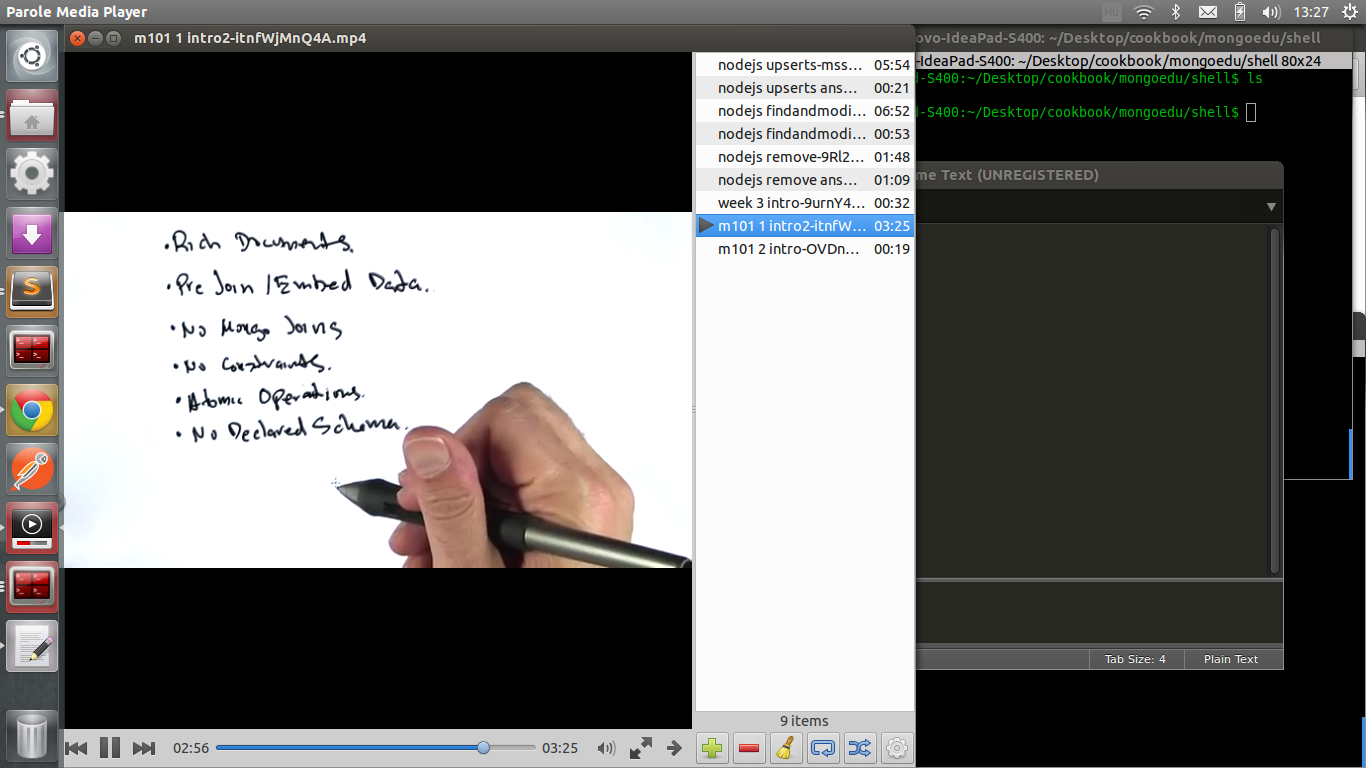 Parole Media Player
Hu
13:27
m101 1 intro2-itnfWjMnQ4A.mp4
ovo-IdeaPad-S400: ~/Desktop/cookbook/mongoedu/shell
-IdeaPad-S400: ~/Desktop/cookbook/mongoedu/shell 80x24
d-S400:~/Desktop/cookbook/mongoedu/shell$ ls
d-S400:~/Desktop/cookbook/mongoedu/shell$
nodejs upserts-mss... 05:54
nodejs upserts ans... 00:21
nodejs findandmodi... 06:52
nodejs findandmodi... 00:53
nodejs remove-9Rl2... 01:48
nodejs remove ans... 01:09
week 3 intro-9urnY4... 00:32
m101 1 intro2-itnfW... 03:25
m101 2 intro-OVDn... 00:19
me Text (UNREGISTERED)
• Rich Documents.
• Pre Join / Embed Data.
• No Mongo Joins
• No Constraints.
• Atomic Operations.
• No Declared Schema.
Tab Size: 4
Plain Text
9 items
02:56
03:25